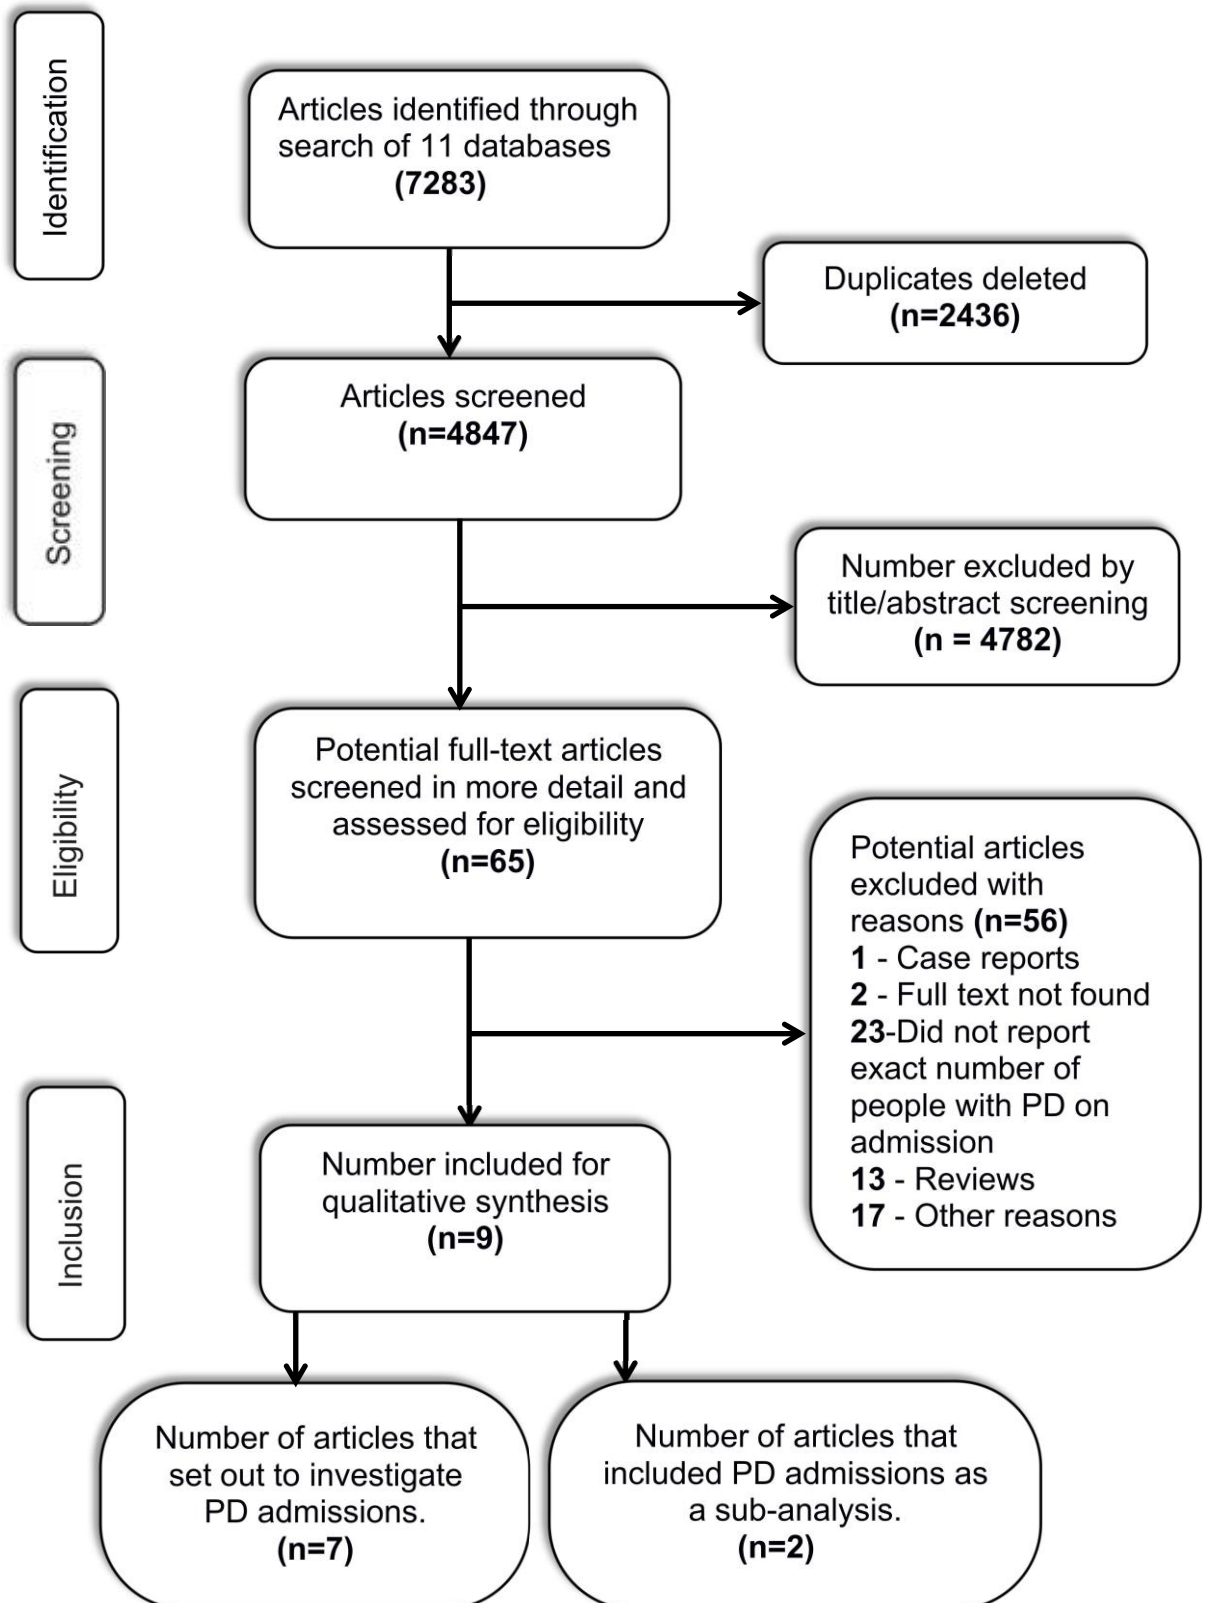 Identification
Articles identified through
search of 11 databases
(7283)
Duplicates deleted
(n=2436)
Screening
Articles screened
(n=4847)
Number excluded by
title/abstract screening
(n = 4782)
Eligibility
Potential full-text articles
screened in more detail and
assessed for eligibility
(n=65)
Potential articles
excluded with
reasons (n=56)
1 - Case reports
2 - Full text not found
23-Did not report
exact number of
people with PD on
admission
13 - Reviews
17 - Other reasons
Inclusion
Number included for
qualitative synthesis
(n=9)
Number of articles that
set out to investigate
PD admissions.
(n=7)
Number of articles that
included PD admissions as
a sub-analysis.
(n=2)